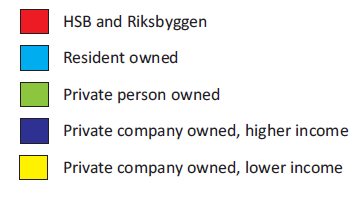 HSB and Riksbyggen
Resident owned
Private person owned
Private company owned, higher income
Private company owned, lower income